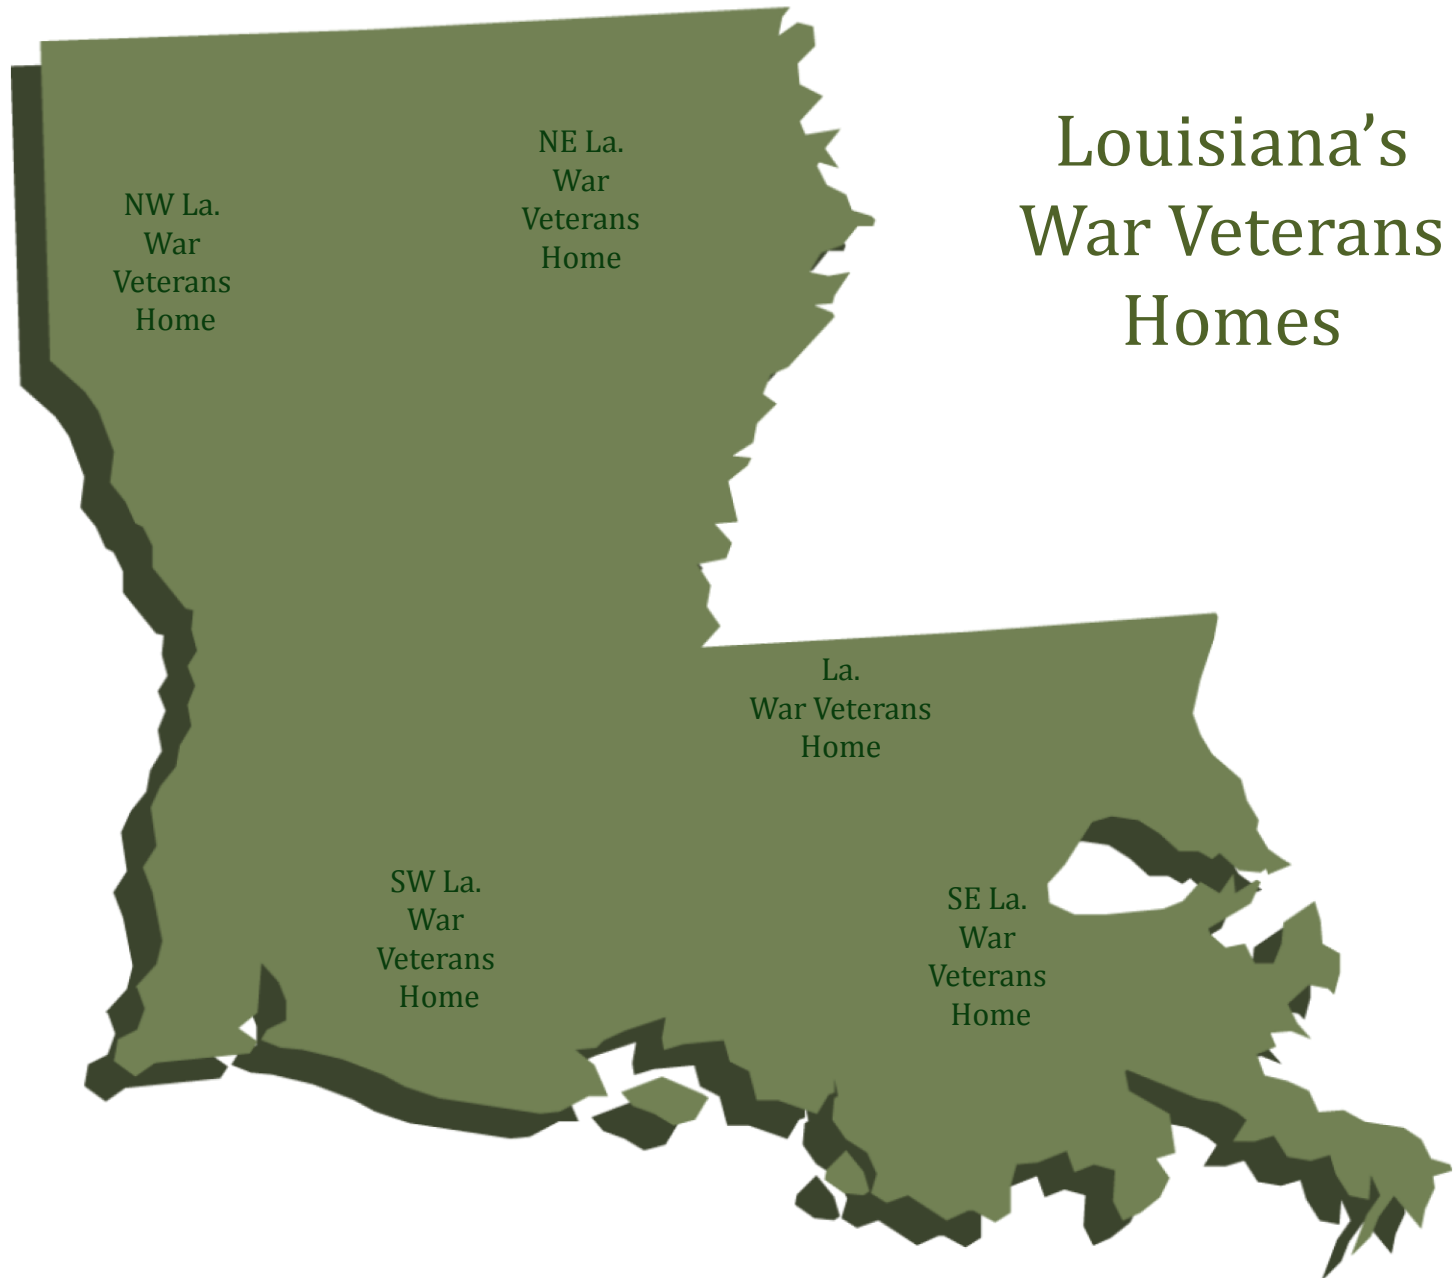 Louisiana’s
War Veterans
Homes
NE La.
War
Veterans
Home
NW La.
War
Veterans
Home
La.
War Veterans
Home
SW La.
War
Veterans
Home
SE La.
War
Veterans
Home